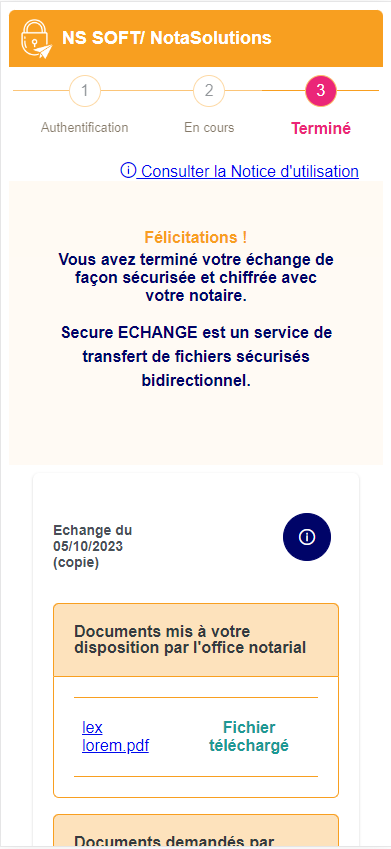 NS SOFT/ NotaSolutions
1
2
3
Authentification
En cours
Terminé
Consulter la Notice d'utilisation
Félicitations !
Vous avez terminé votre échange de
façon sécurisée et chiffrée avec
votre notaire.
Secure ECHANGE est un service de
transfert de fichiers sécurisés
bidirectionnel.
Echange du
05/10/2023
(copie)
Documents mis à votre
disposition par l'office notarial
lex
lorem.pdf
Fichier
téléchargé
Documents demandés par